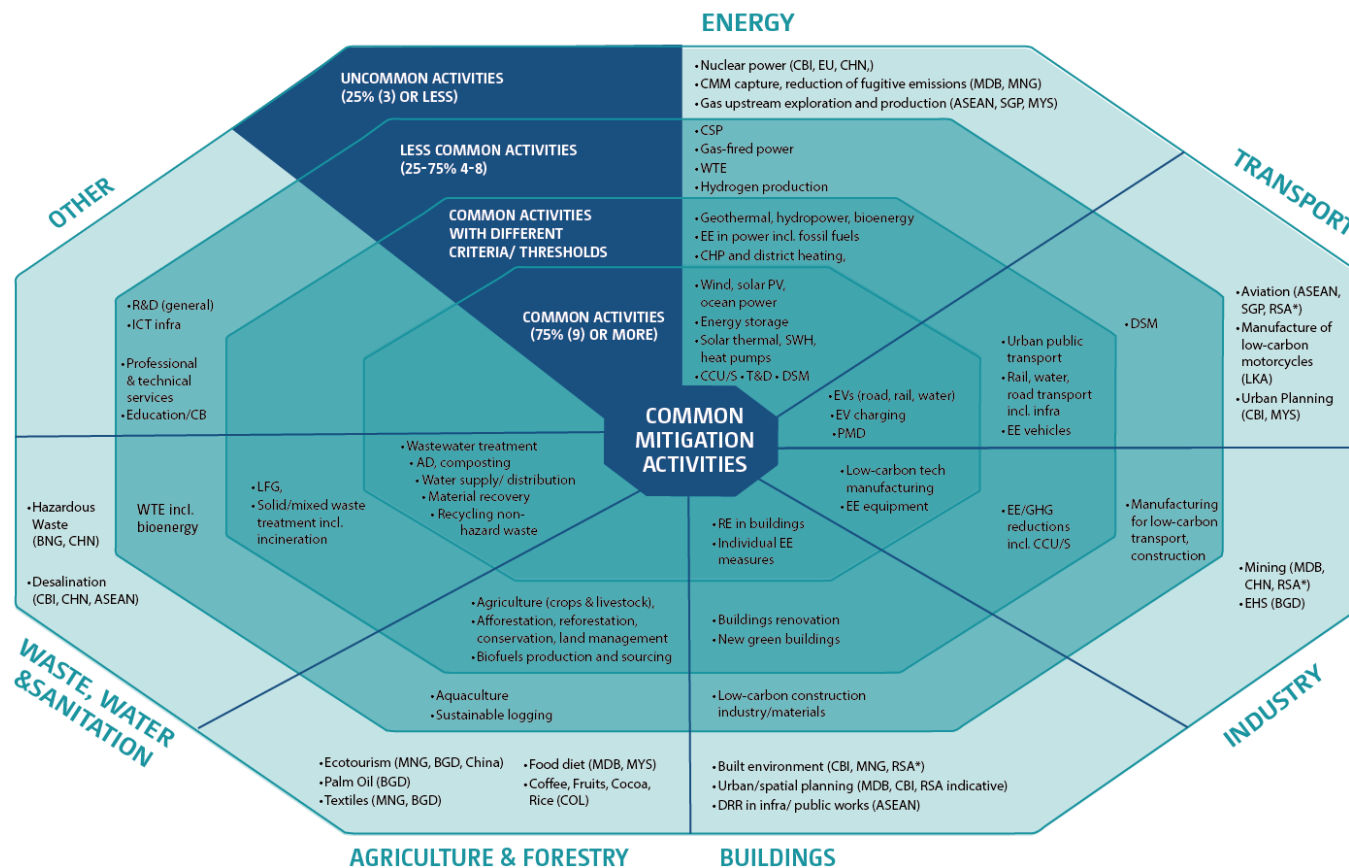 ENERGY
UNCOMMON ACTIVITIES
(25% (3) OR LESS)
•Nuclear power (CBI, EU, CHN,)
•CMM capture, reduction of fugitive emissions (MDB, MNG)
•Gas upstream exploration and production (ASEAN, SGP, MYS)
LESS COMMON ACTIVITIES
(25-75% 4-8)
•CSP
•Gas-fired power
•WTE
•Hydrogen production
COMMON ACTIVITIES
WITH DIFFERENT
CRITERIA/ THRESHOLDS
•Geothermal, hydropower, bioenergy
•EE in power incl. fossil fuels
•CHP and district heating,
COMMON ACTIVITIES
(75% (9) OR MORE)
•Wind, solar PV,
ocean power
•Energy storage
•Solar thermal, SWH,
heat pumps
•CCU/S •T&D •DSM
COMMON
MITIGATION
ACTIVITIES
TRANSPORT
•EVs (road, rail, water)
•EV charging
•PMD
•Urban public
transport
•Rail, water,
road transport
incl. infra
•EE vehicles
•DSM
•Aviation (ASEAN,
SGP, RSA*)
•Manufacture of
low-carbon
motorcycles
(LKA)
•Urban Planning
(CBI, MYS)
•Low-carbon tech
manufacturing
•EE equipment
•EE/GHG
reductions
incl. CCU/S
•Manufacturing
for low-carbon
transport,
construction
•Mining (MDB,
CHN, RSA*)
•EHS (BGD)
INDUSTRY
•RE in buildings
•Individual EE
measures
•Buildings renovation
•New green buildings
•Low-carbon construction
industry/materials
•Built environment (CBI, MNG, RSA*)
•Urban/spatial planning (MDB, CBI, RSA indicative)
•DRR in infra/ public works (ASEAN)
BUILDINGS
•Agriculture (crops & livestock),
•Afforestation, reforestation,
conservation, land management
•Biofuels production and sourcing
•Aquaculture
•Sustainable logging
•Ecotourism (MNG, BGD, China)
•Palm Oil (BGD)
•Textiles (MNG, BGD)
•Food diet (MDB, MYS)
•Coffee, Fruits, Cocoa,
Rice (COL)
AGRICULTURE & FORESTRY
•Wastewater treatment
•AD, composting
•Water supply/ distribution
•Material recovery
•Recycling non-
hazard waste
•LFG,
•Solid/mixed waste
treatment incl.
incineration
WTE incl.
bioenergy
•Hazardous
Waste
(BNG, CHN)
•Desalination
(CBI, CHN, ASEAN)
WASTE, WATER
&SANITATION
OTHER
•R&D (general)
•ICT infra
•Professional
& technical
services
•Education/CB